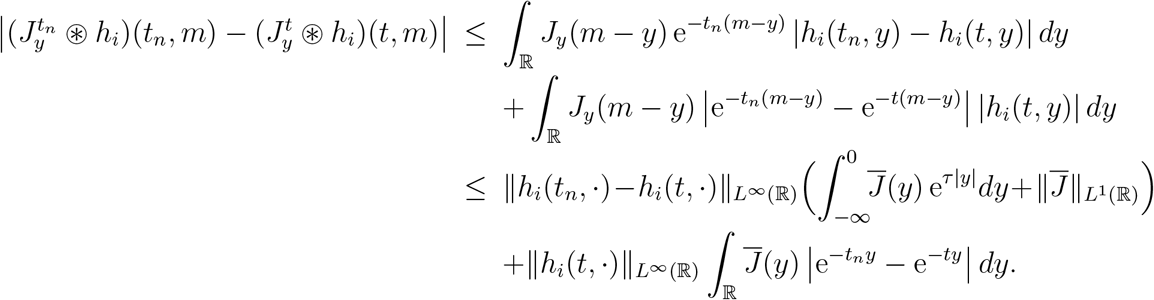 |(J_y^{t_n} ⊛ h_i)(t_n, m) − (J_y^t ⊛ h_i)(t, m)| ≤ ∫_ℝ J_y(m − y) e^{−t_n(m−y)} |h_i(t_n, y) − h_i(t, y)| dy
+ ∫_ℝ J_y(m − y) |e^{−t_n(m−y)} − e^{−t(m−y)}| |h_i(t, y)| dy
≤ ‖h_i(t_n, ·)−h_i(t, ·)‖_{L^∞(ℝ)} (∫_{−∞}^0 J̅(y) e^{τ|y|}dy+‖J̅‖_{L^1(ℝ)})
+‖h_i(t, ·)‖_{L^∞(ℝ)} ∫_ℝ J̅(y) |e^{−t_n y} − e^{−ty}| dy.